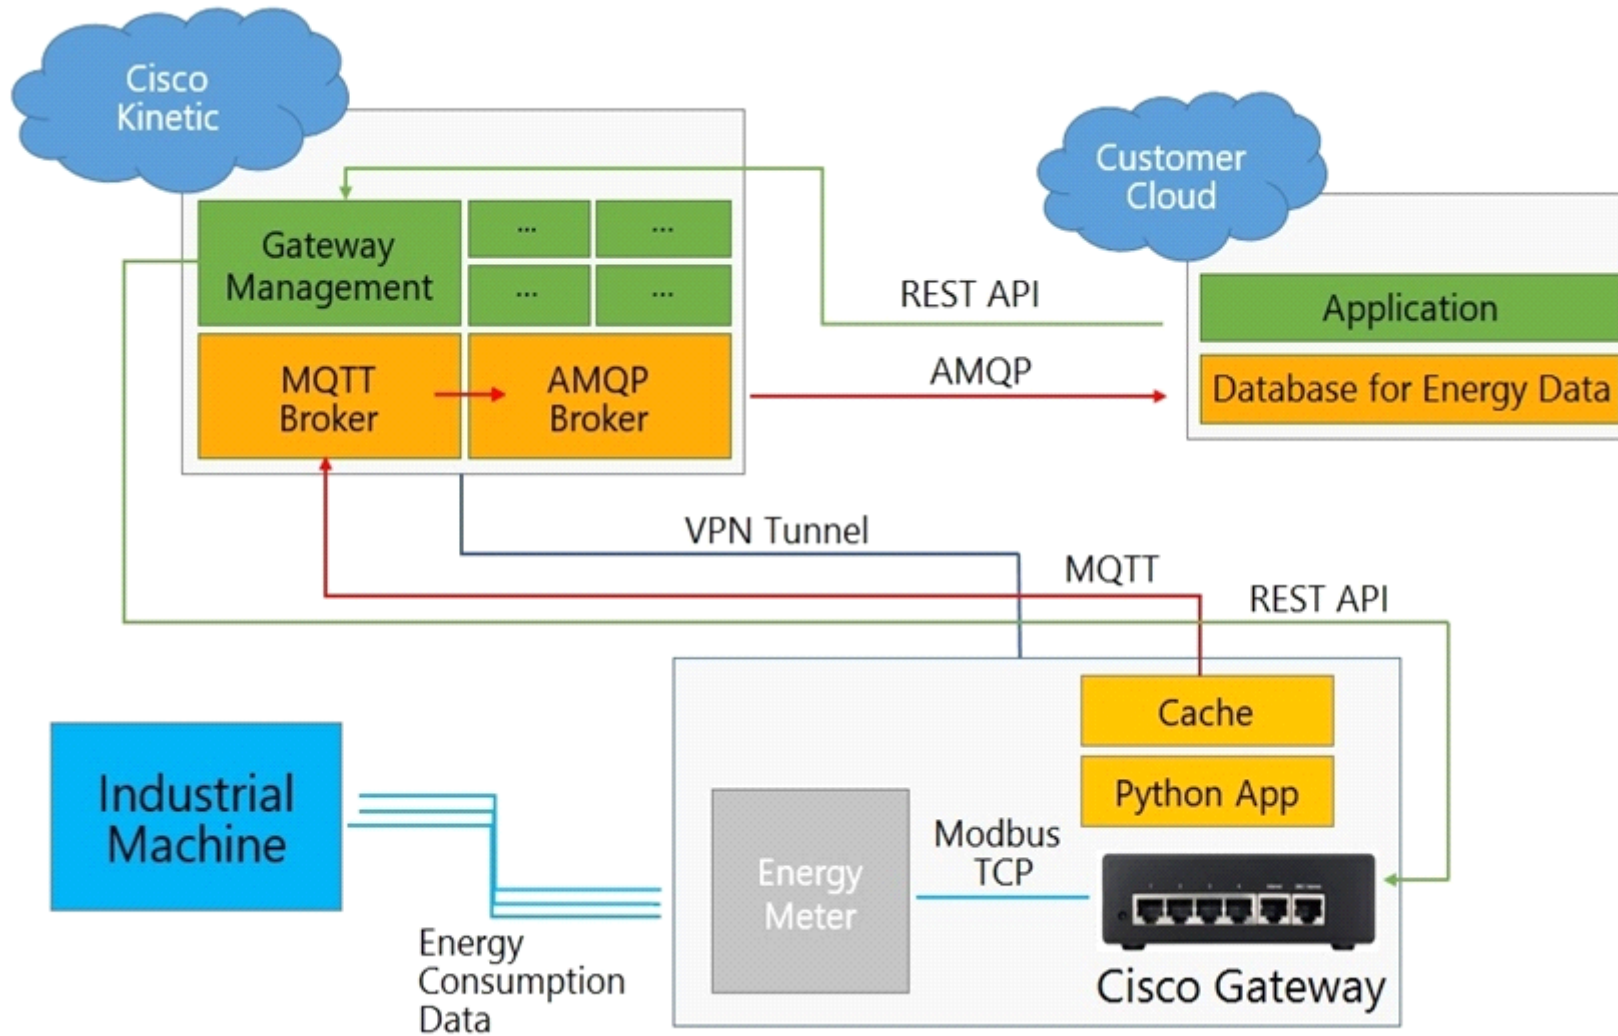 Cisco
Kinetic
Customer
Cloud
Gateway
Management
...
...
...
...
REST API
Application
MQTT
Broker
AMQP
Broker
AMQP
Database for Energy Data
VPN Tunnel
MQTT
REST API
Cache
Industrial
Machine
Python App
Modbus
TCP
Energy
Meter
Energy
Consumption
Data
Cisco Gateway